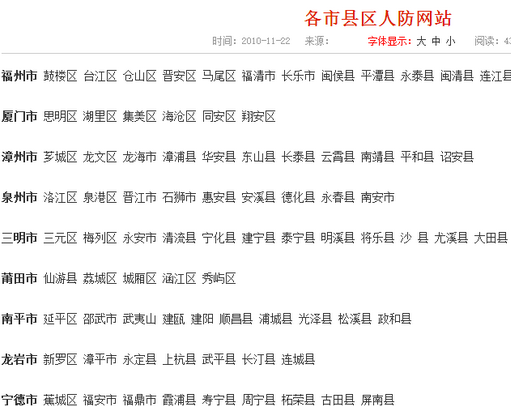 各市县区人防网站
时间：2010-11-22 来源： 字体显示：大 中 小 阅读：
福州市 鼓楼区 台江区 仓山区 晋安区 马尾区 福清市 长乐市 闽侯县 平潭县 永泰县 闽清县 连江县
厦门市 思明区 湖里区 集美区 海沧区 同安区 翔安区
漳州市 芗城区 龙文区 龙海市 漳浦县 华安县 东山县 长泰县 云霄县 南靖县 平和县 诏安县
泉州市 洛江区 泉港区 晋江市 石狮市 惠安县 安溪县 德化县 永春县 南安市
三明市 三元区 梅列区 永安市 清流县 宁化县 建宁县 泰宁县 明溪县 将乐县 沙 县 尤溪县 大田县
莆田市 仙游县 荔城区 城厢区 涵江区 秀屿区
南平市 延平区 邵武市 武夷山 建瓯 建阳 顺昌县 浦城县 光泽县 松溪县 政和县
龙岩市 新罗区 漳平市 永定县 上杭县 武平县 长汀县 连城县
宁德市 蕉城区 福安市 福鼎市 霞浦县 寿宁县 周宁县 柘荣县 古田县 屏南县